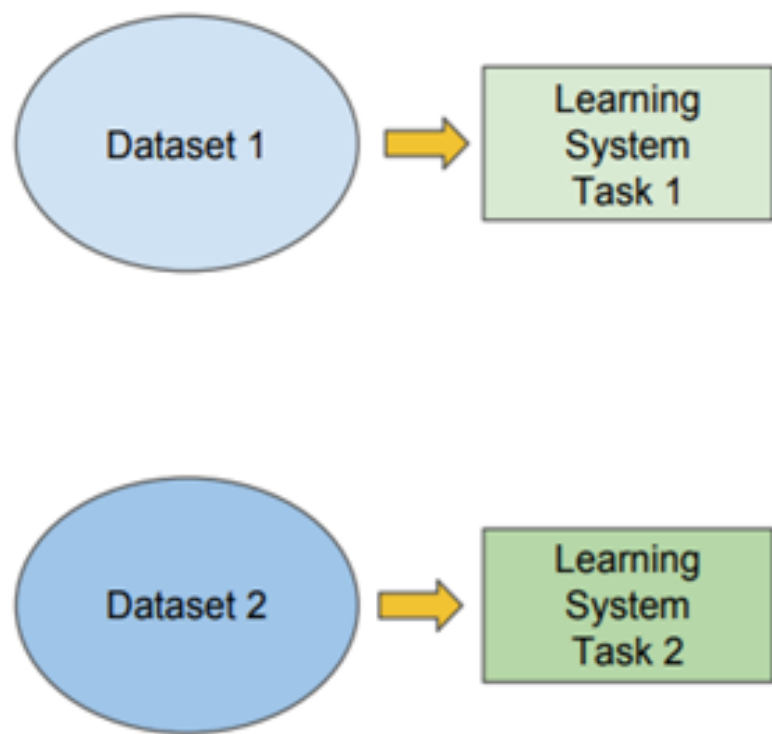 Dataset 1
Learning
System
Task 1
Dataset 2
Learning
System
Task 2